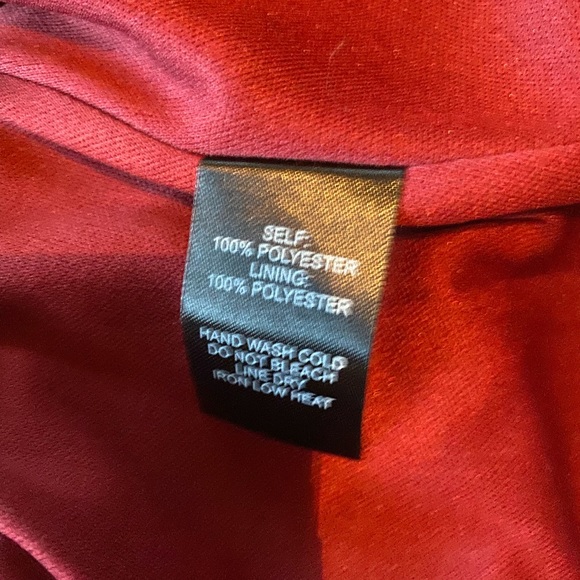 SELF:
100% POLYESTER
LINING:
100% POLYESTER
HAND WASH COLD
DO NOT BLEACH
LINE DRY
IRON LOW HEAT